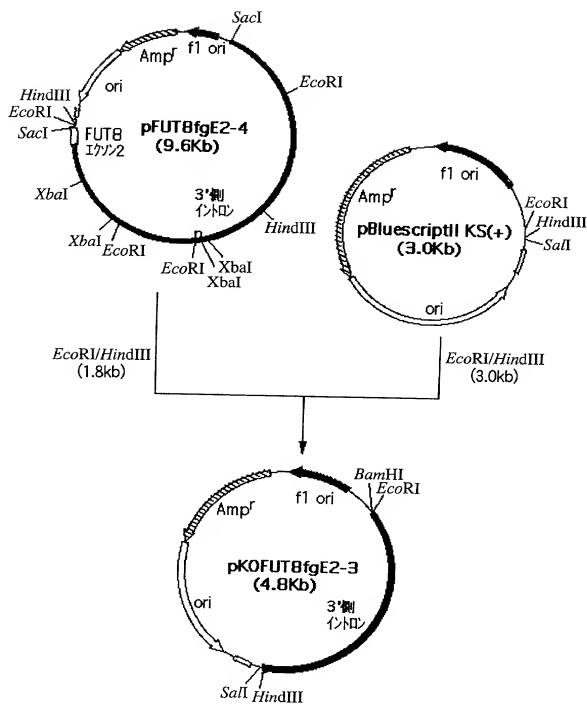 SacI
f1 ori
Ampr
EcoRI
ori
HindIII
EcoRI
SacI
FUT8
エクソン2
pFUT8fgE2-4
(9.6Kb)
XbaI
XbaI
EcoRI
3'側
イントロン
HindIII
EcoRI
XbaI
XbaI
f1 ori
Ampr
EcoRI
HindIII
SalI
pBluescriptII KS(+)
(3.0Kb)
ori
EcoRI/HindIII
(1.8kb)
EcoRI/HindIII
(3.0kb)
BamHI
EcoRI
f1 ori
Ampr
pKOFUT8fgE2-3
(4.8Kb)
ori
3'側
イントロン
SalI
HindIII